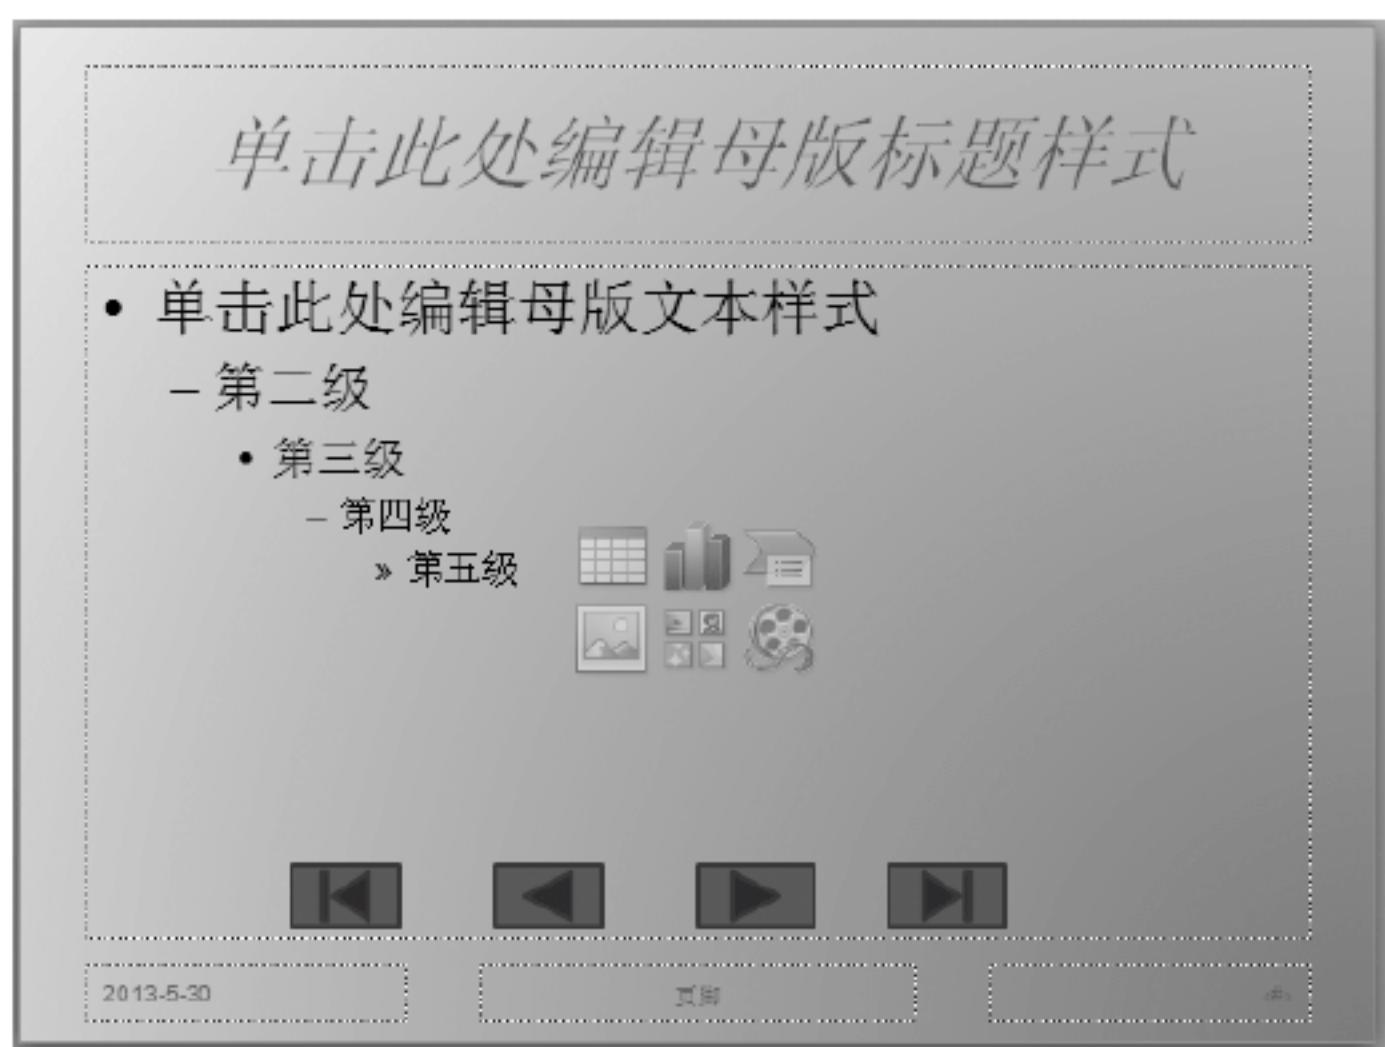 单击此处编辑母版标题样式
• 单击此处编辑母版文本样式
– 第二级
• 第三级
– 第四级
» 第五级
2013-5-30
页脚
‹#›